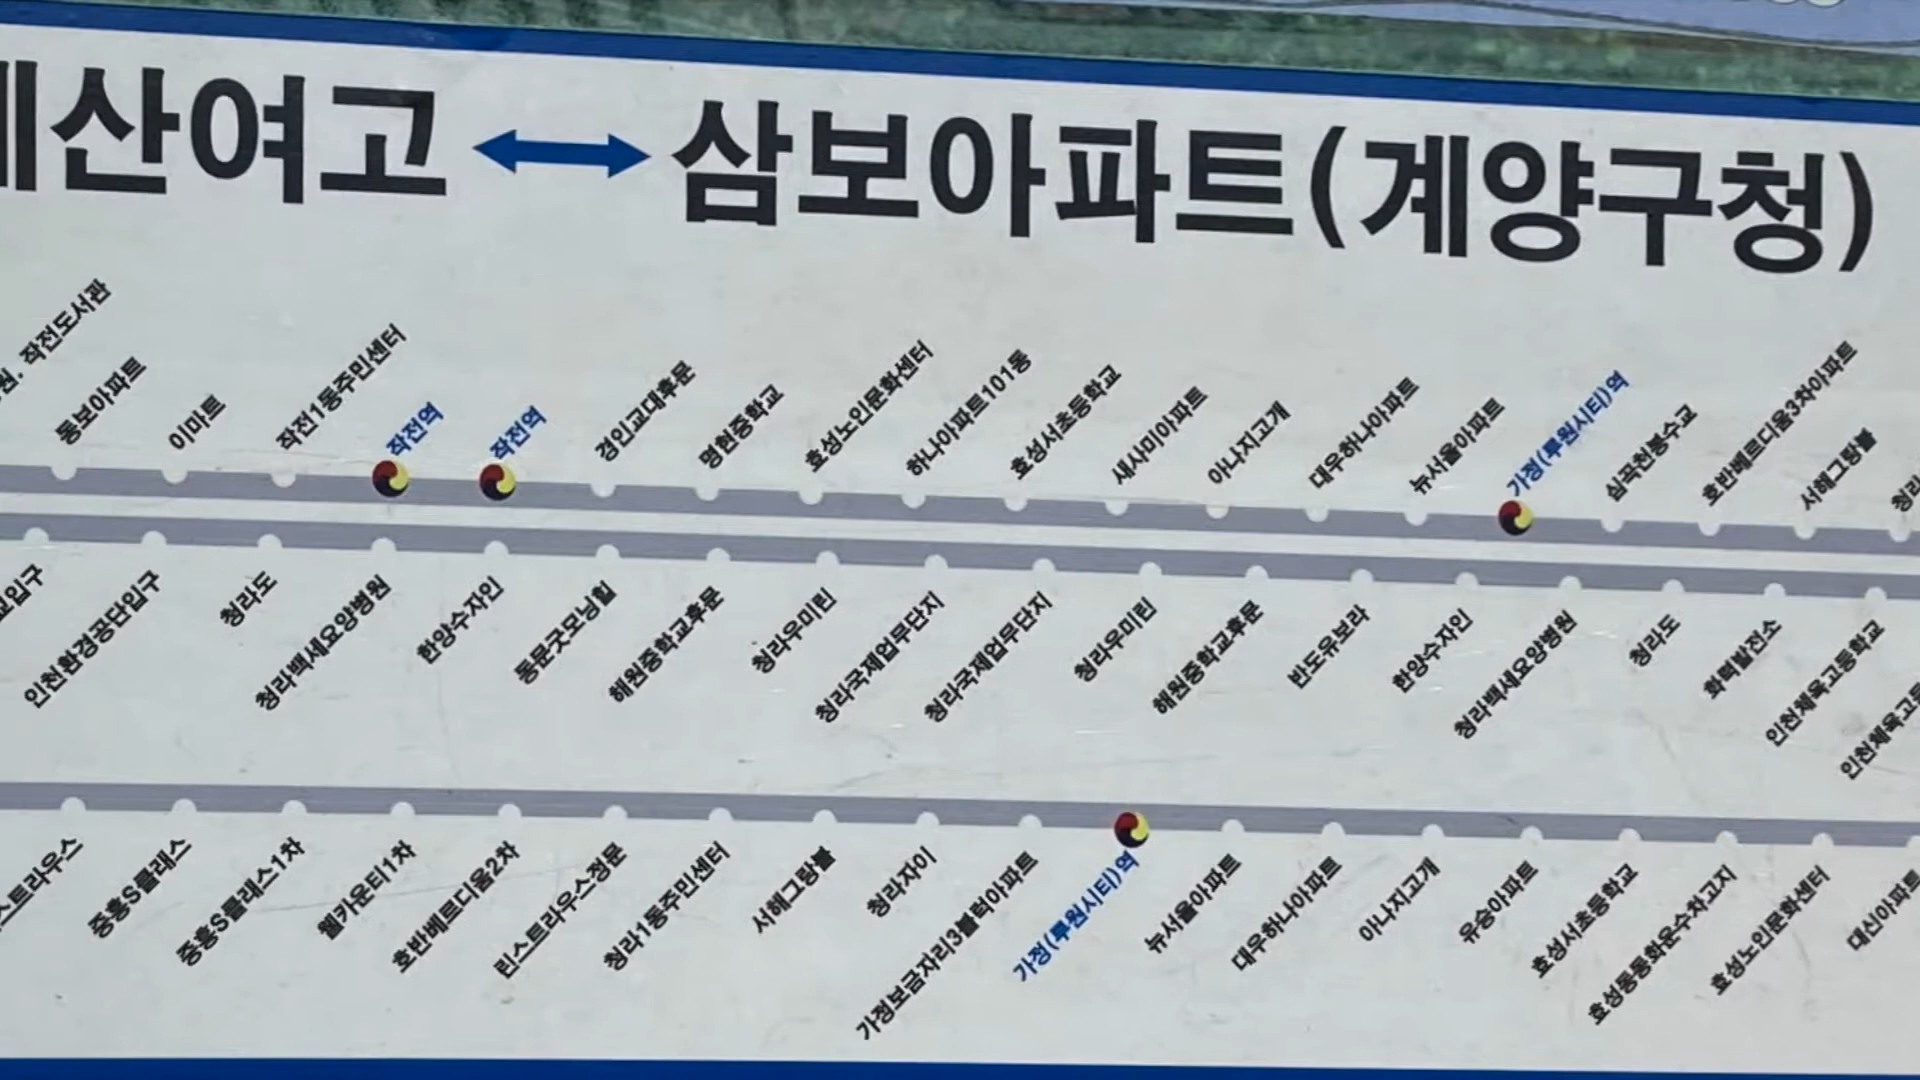 산여고 ↔ 삼보아파트(계양구청)
작전도서관
동보아파트
이마트
작전1동주민센터
작전역
작전역
경인교대후문
명현중학교
효성노인문화센터
하나아파트101동
효성서초등학교
새사미아파트
아나지고개
대우하나아파트
뉴서울아파트
가정(루원시티)역
심곡천봉수교
호반베르디움3차아파트
서해그랑블
청라
입구
인천환경공단입구
청라도
청라백세요양병원
한양수자인
동문굿모닝힐
해원중학교후문
청라우미린
청라국제업무단지
청라국제업무단지
청라우미린
해원중학교후문
반도유보라
한양수자인
청라백세요양병원
청라도
화력발전소
인천체육고등학교
인천체육고등
스트라우스
중흥S클래스
중흥S클래스1차
웰카운티1차
호반베르디움2차
린스트라우스정문
청라1동주민센터
서해그랑블
청라자이
가정보금자리3블럭아파트
가정(루원시티)역
뉴서울아파트
대우하나아파트
아나지고개
유승아파트
효성서초등학교
효성동동화운수차고지
효성노인문화센터
대신아파트